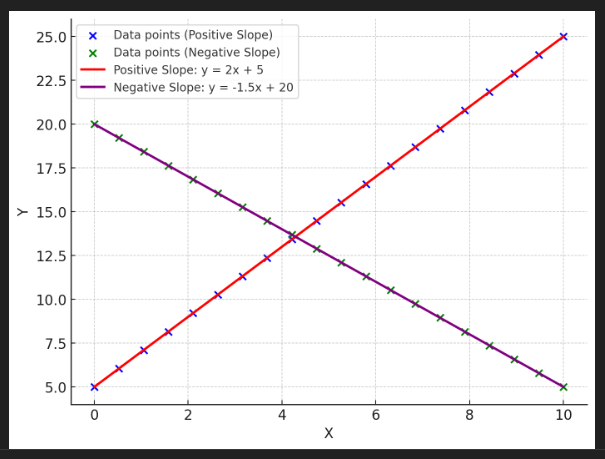 Data points (Positive Slope)
Data points (Negative Slope)
Positive Slope: y = 2x + 5
Negative Slope: y = -1.5x + 20
25.0
22.5
20.0
17.5
15.0
12.5
10.0
7.5
5.0
Y
0 2 4 6 8 10
X